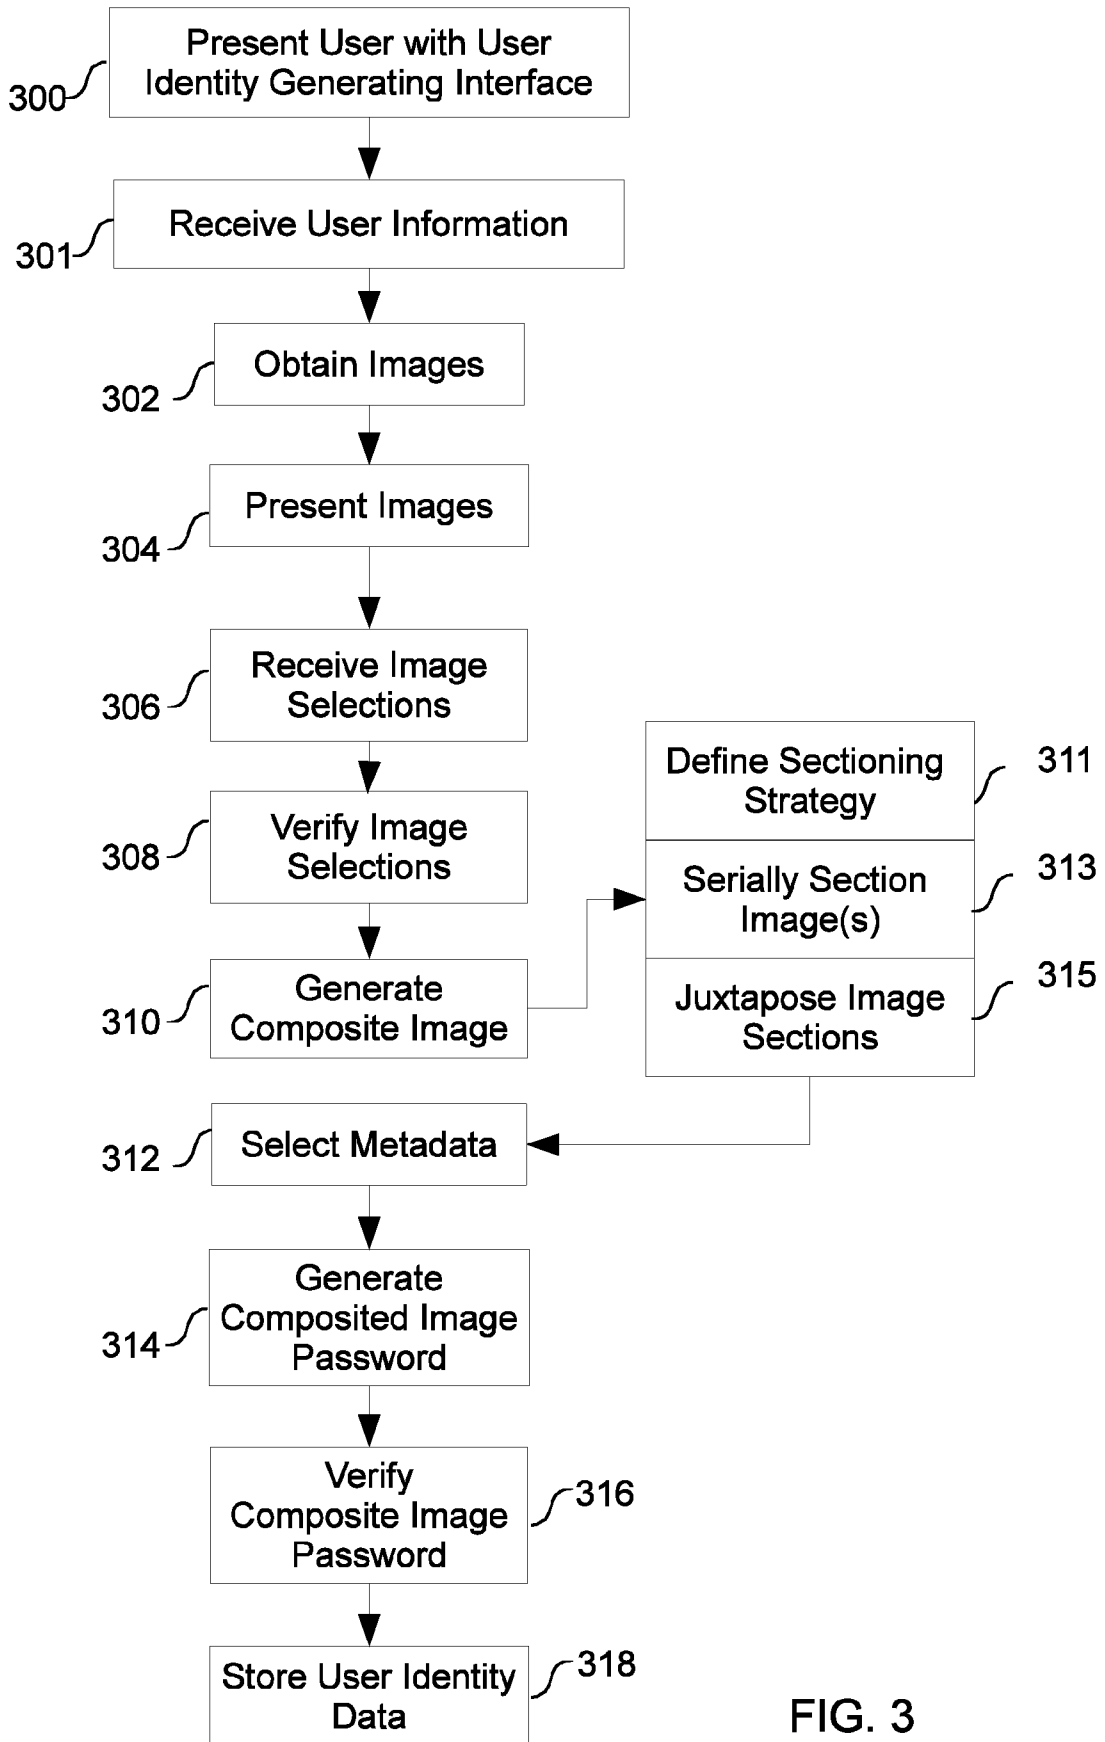 Present User with User
Identity Generating Interface
300
Receive User Information
301
Obtain Images
302
Present Images
304
Receive Image
Selections
306
Verify Image
Selections
308
Generate
Composite Image
310
Define Sectioning
Strategy
311
Serially Section
Image(s)
313
Juxtapose Image
Sections
315
Select Metadata
312
Generate
Composited Image
Password
314
Verify
Composite Image
Password
316
Store User Identity
Data
318
FIG. 3